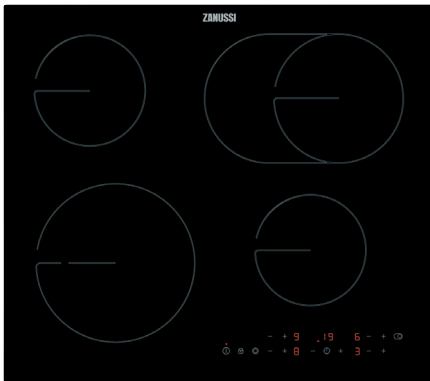 ZANUSSI
- + 9 .19 6 - +
- + 8 - + 3 - +